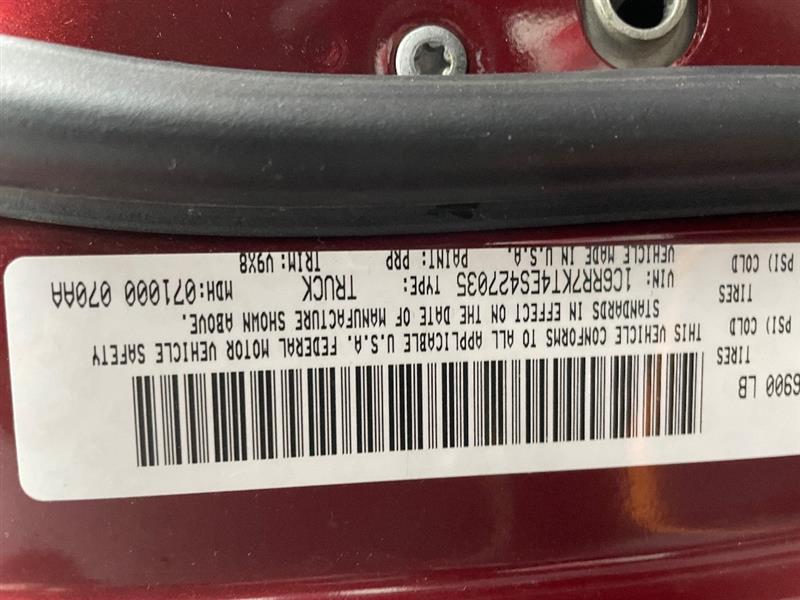 6900 LB
TIRES PSI) COLD
TIRES PSI) COLD
THIS VEHICLE CONFORMS TO ALL APPLICABLE U.S.A. FEDERAL MOTOR VEHICLE SAFETY
STANDARDS IN EFFECT ON THE DATE OF MANUFACTURE SHOWN ABOVE.
VIN: 1C6RR7KT4ES427035 TYPE: TRUCK MDH: 071000 070AA
VEHICLE MADE IN U.S.A. PAINT: PRP TRIM: V9X8